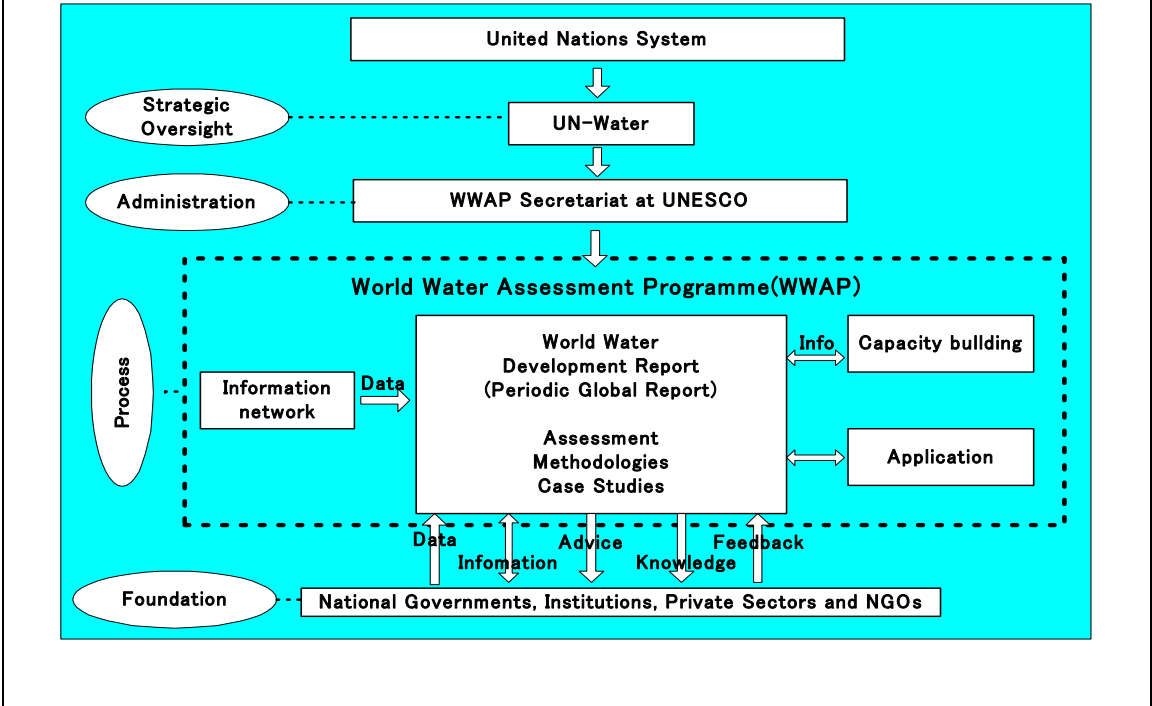 United Nations System
Strategic
Oversight
UN-Water
Administration
WWAP Secretariat at UNESCO
World Water Assessment Programme(WWAP)
Process
Information
network
Data
World Water
Development Report
(Periodic Global Report)
Assessment
Methodologies
Case Studies
Info
Capacity bullding
Application
Data
Infomation
Advice
Knowledge
Feedback
Foundation
National Governments, Institutions, Private Sectors and NGOs